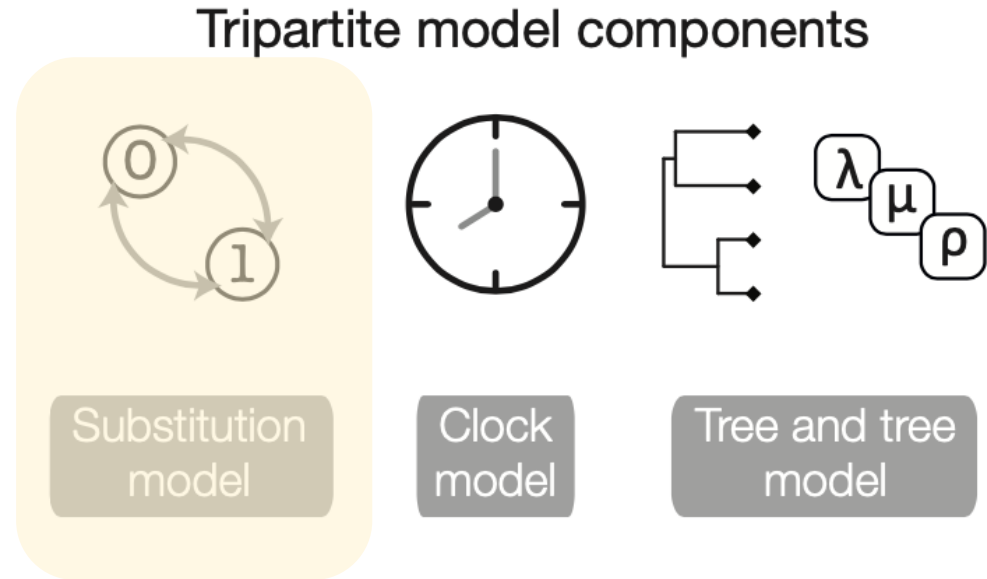 Tripartite model components
0
1
λ
μ
ρ
Substitution
model
Clock
model
Tree and tree
model